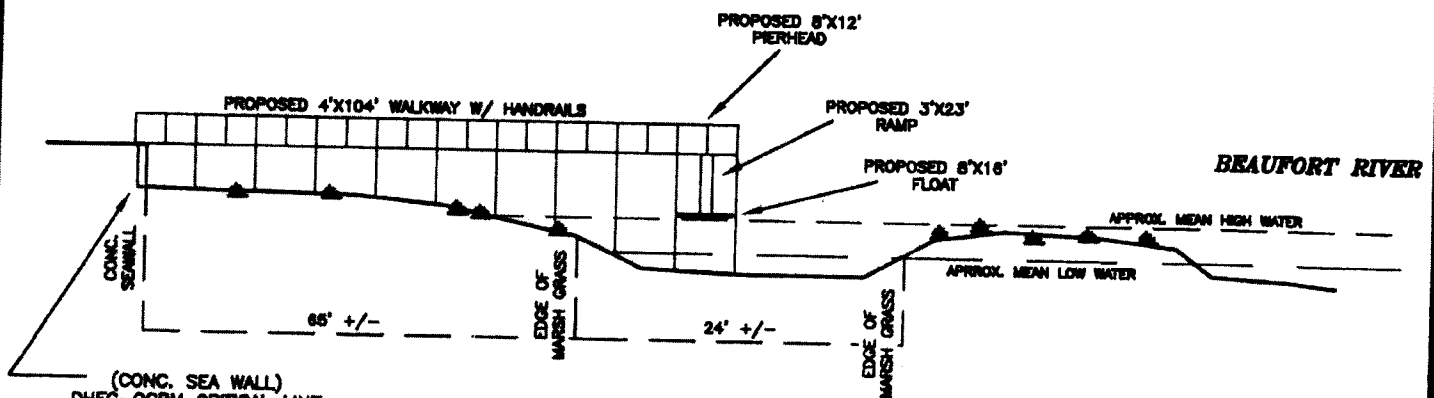 PROPOSED 8'X12'
PIERHEAD
PROPOSED 4'X104' WALKWAY W/ HANDRAILS
PROPOSED 3'X23'
RAMP
PROPOSED 8'X16'
FLOAT
BEAUFORT RIVER
APPROX. MEAN HIGH WATER
APRROX. MEAN LOW WATER
CONC.
SEAWALL
EDGE OF
MARSH GRASS
65' +/-
24' +/-
EDGE OF
MARSH GRASS
(CONC. SEA WALL)